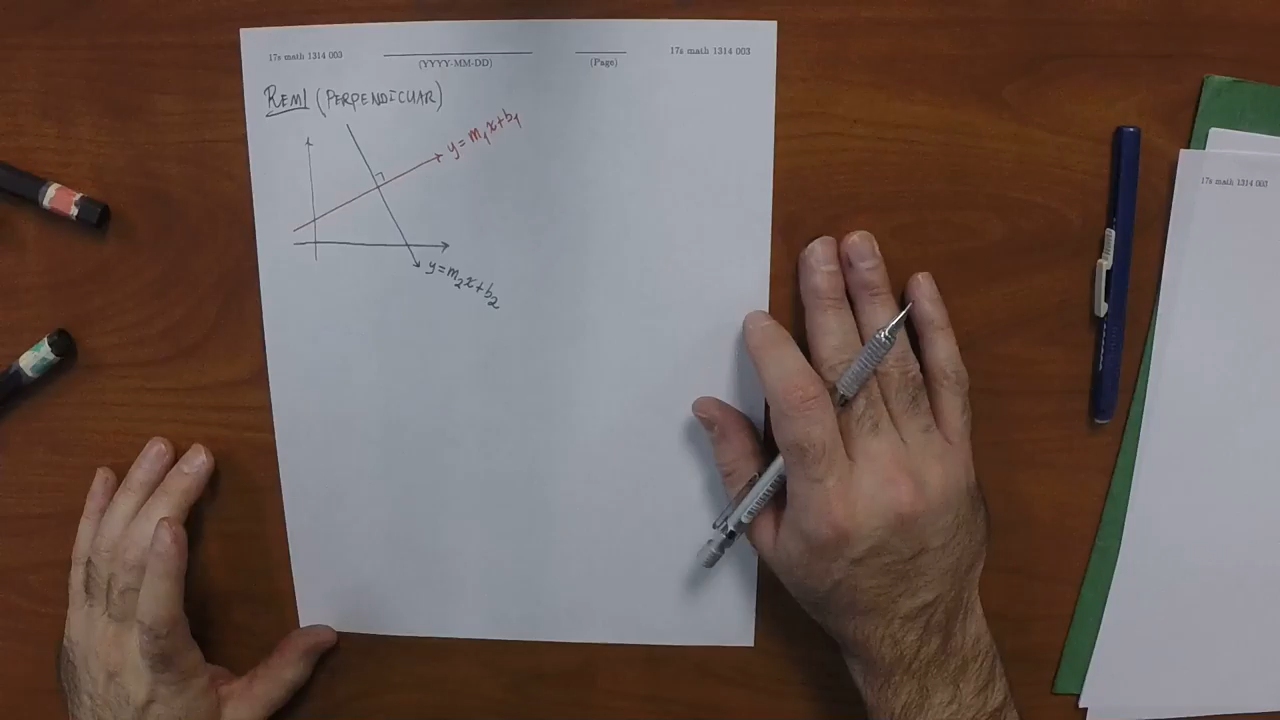 17s math 1314 003 (YYYY-MM-DD) (Page) 17s math 1314 003
REM1 (PERPENDICUAR)
y = m₁x + b₁
y = m₂x + b₂
17s math 1314 003